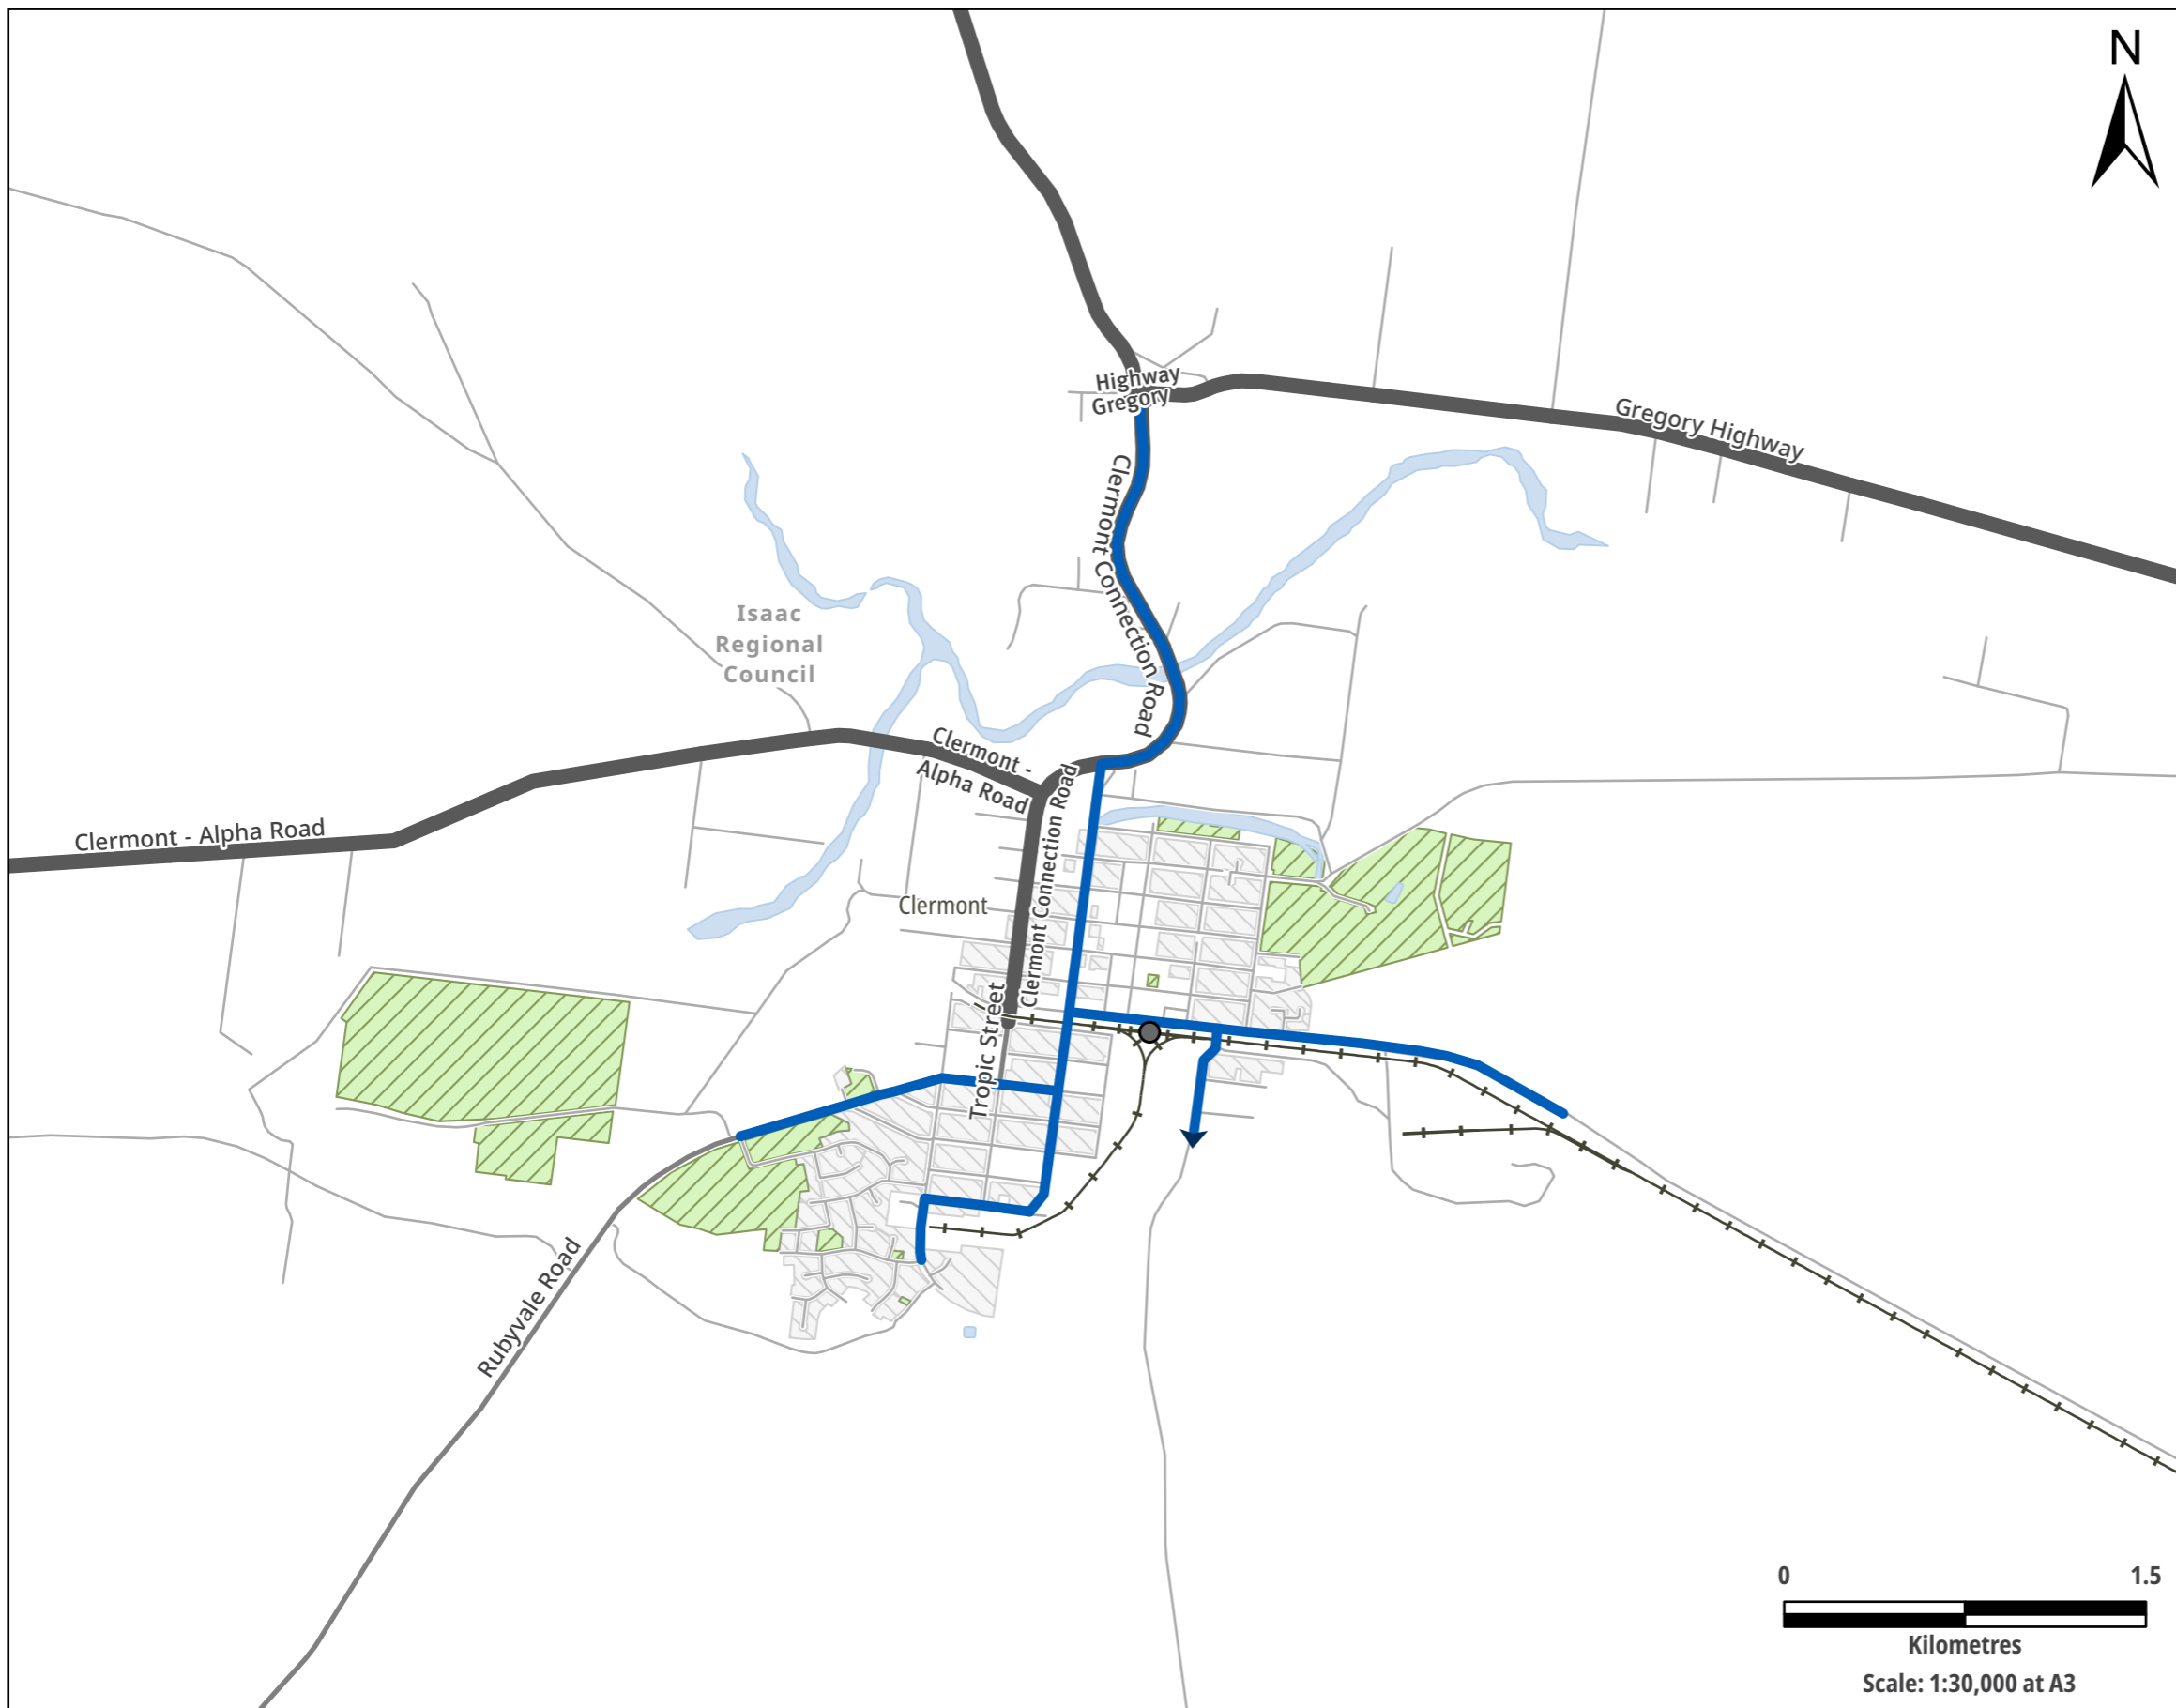 N
Highway
Gregory
Gregory Highway
Clermont Connection Road
Isaac
Regional
Council
Clermont -
Alpha Road
Clermont Connection Road
Clermont - Alpha Road
Clermont
Tropic Street
Rubyvale Road
0 1.5
Kilometres
Scale: 1:30,000 at A3